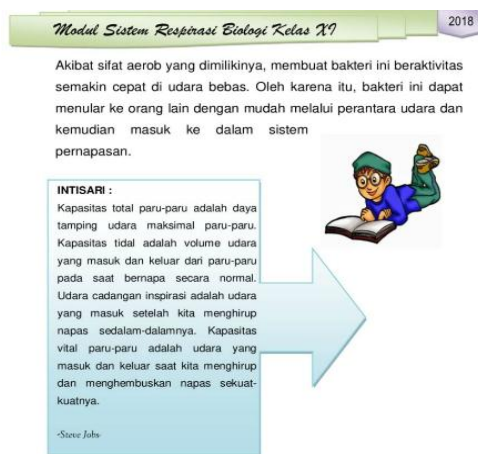 Modul Sistem Respirasi Biologi Kelas XI
2018
Akibat sifat aerob yang dimilikinya, membuat bakteri ini beraktivitas
semakin cepat di udara bebas. Oleh karena itu, bakteri ini dapat
menular ke orang lain dengan mudah melalui perantara udara dan
kemudian masuk ke dalam sistem
pernapasan.
INTISARI :
Kapasitas total paru-paru adalah daya
tamping udara maksimal paru-paru.
Kapasitas tidal adalah volume udara
yang masuk dan keluar dari paru-paru
pada saat bernapa secara normal.
Udara cadangan inspirasi adalah udara
yang masuk setelah kita menghirup
napas sedalam-dalamnya. Kapasitas
vital paru-paru adalah udara yang
masuk dan keluar saat kita menghirup
dan menghembuskan napas sekuat-
kuatnya.
-Steve Jobs-